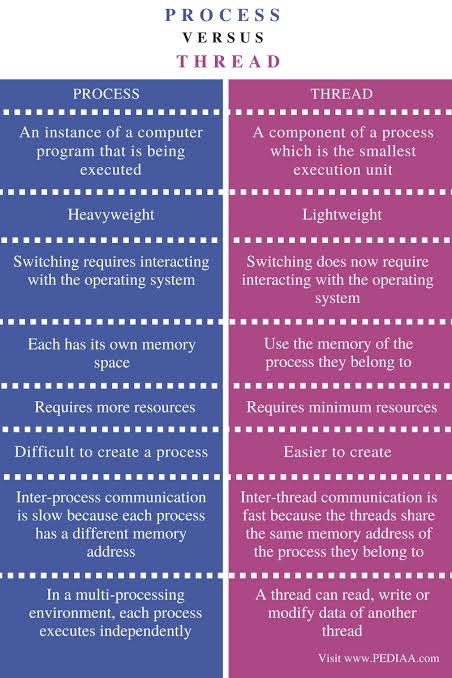 PROCESS
VERSUS
THREAD
PROCESS
THREAD
An instance of a computer
program that is being
executed
A component of a process
which is the smallest
execution unit
Heavyweight
Lightweight
Switching requires interacting
with the operating system
Switching does now require
interacting with the operating
system
Each has its own memory
space
Use the memory of the
process they belong to
Requires more resources
Requires minimum resources
Difficult to create a process
Easier to create
Inter-process communication
is slow because each process
has a different memory
address
Inter-thread communication is
fast because the threads share
the same memory address of
the process they belong to
In a multi-processing
environment, each process
executes independently
A thread can read, write or
modify data of another
thread
Visit www.PEDIAA.com